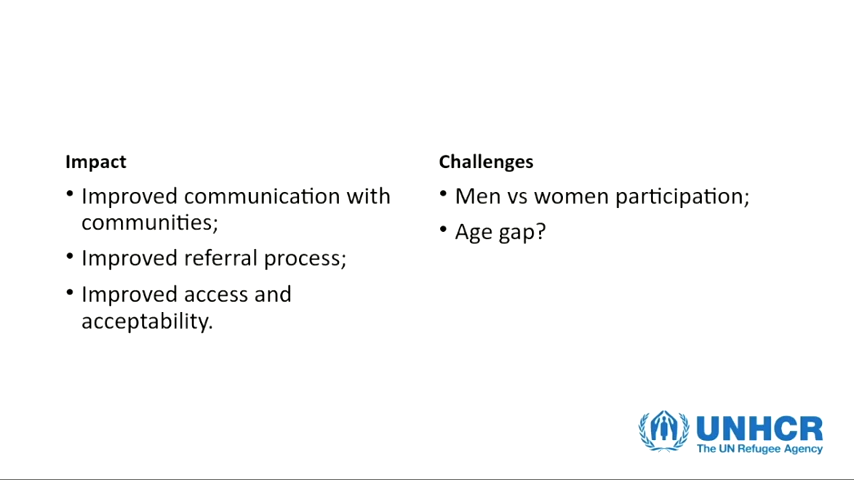 Impact
• Improved communication with
communities;
• Improved referral process;
• Improved access and
acceptability.
Challenges
• Men vs women participation;
• Age gap?
UNHCR
The UN Refugee Agency